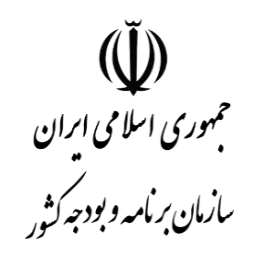 جمهوری اسلامی ایران
سازمان برنامه و بودجه کشور